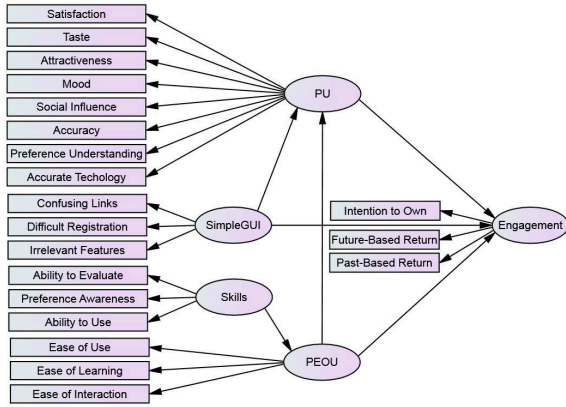 Satisfaction
Taste
Attractiveness
Mood
Social Influence
Accuracy
Preference Understanding
Accurate Techology
Confusing Links
Difficult Registration
Irrelevant Features
Ability to Evaluate
Preference Awareness
Ability to Use
Ease of Use
Ease of Learning
Ease of Interaction
PU
SimpleGUI
Skills
PEOU
Intention to Own
Future-Based Return
Past-Based Return
Engagement